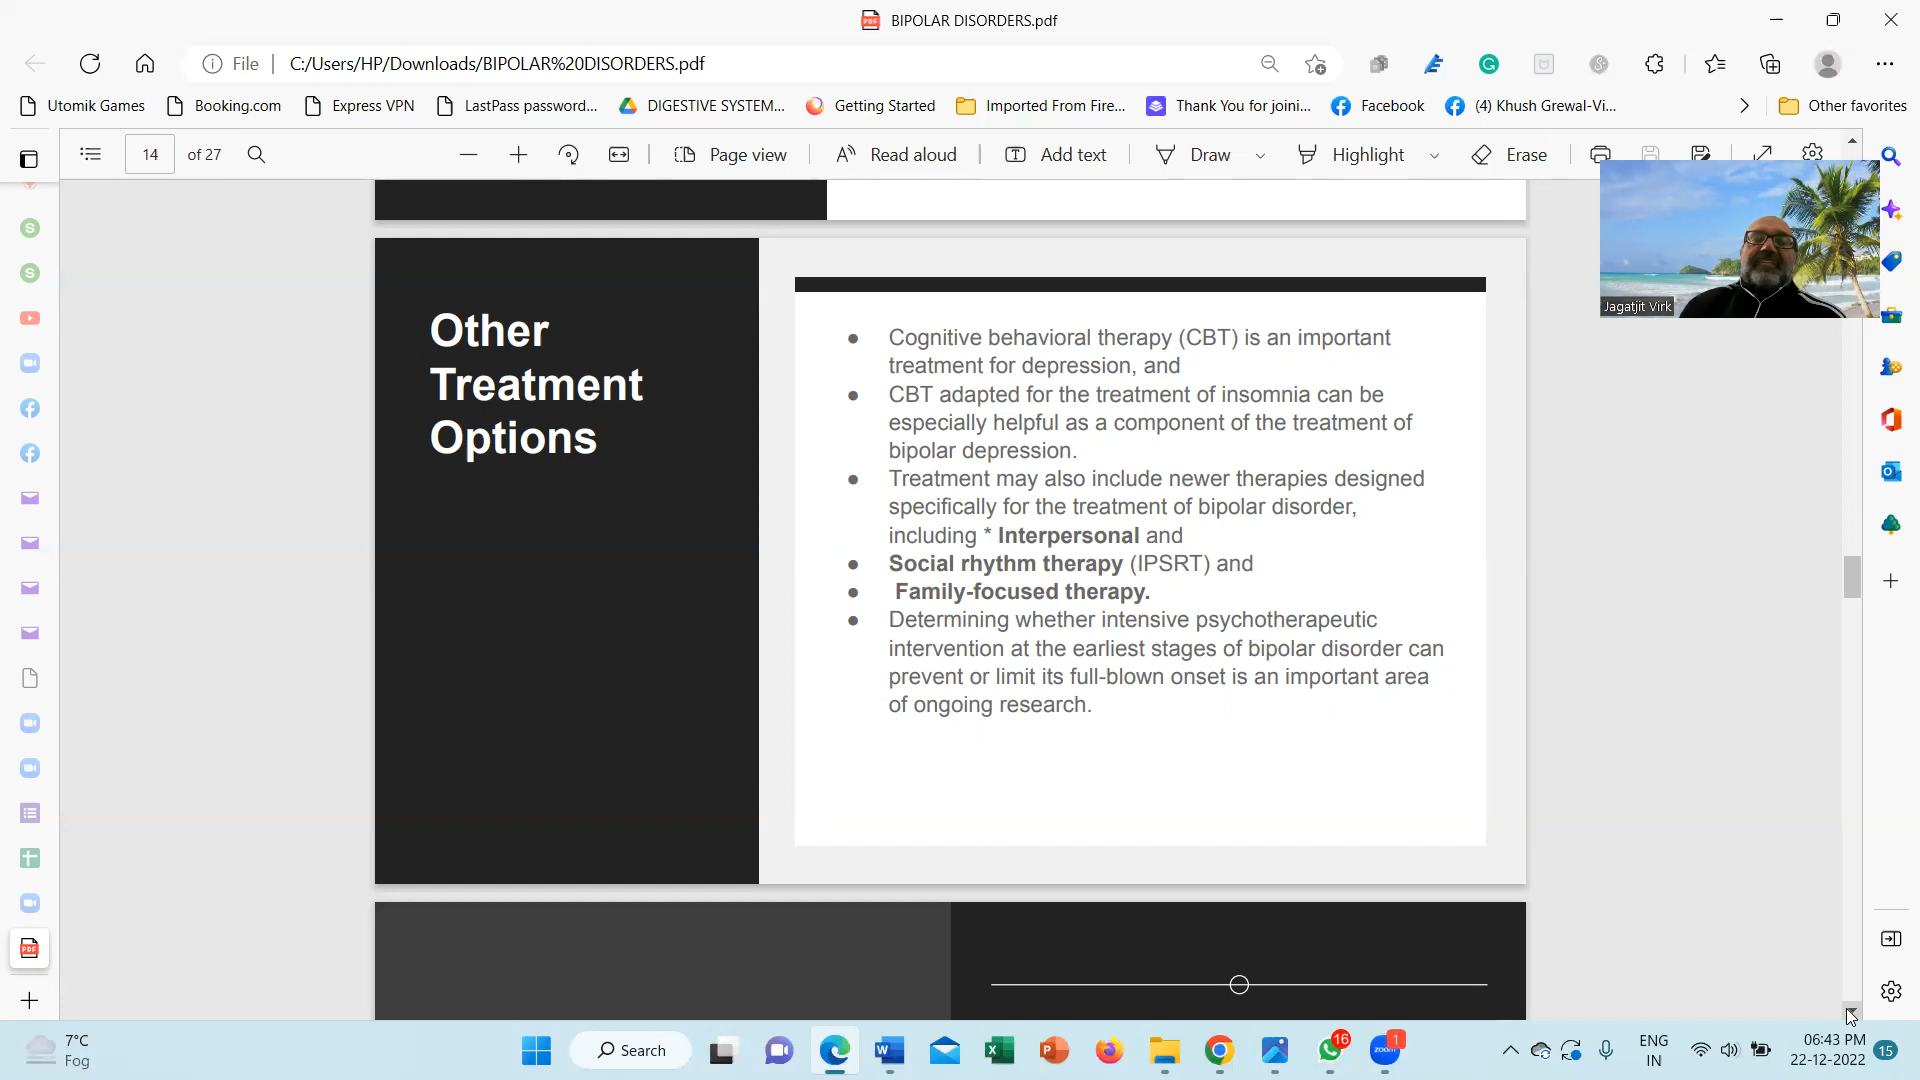 BIPOLAR DISORDERS.pdf
File
C:/Users/HP/Downloads/BIPOLAR%20DISORDERS.pdf
Utomik Games
Booking.com
Express VPN
LastPass password...
DIGESTIVE SYSTEM...
Getting Started
Imported From Fire...
Thank You for joini...
Facebook
(4) Khush Grewal-Vi...
Other favorites
14 of 27
Page view
Read aloud
Add text
Draw
Highlight
Erase
Jagatjit Virk
Other
Treatment
Options
• Cognitive behavioral therapy (CBT) is an important
treatment for depression, and
• CBT adapted for the treatment of insomnia can be
especially helpful as a component of the treatment of
bipolar depression.
• Treatment may also include newer therapies designed
specifically for the treatment of bipolar disorder,
including * Interpersonal and
• Social rhythm therapy (IPSRT) and
• Family-focused therapy.
• Determining whether intensive psychotherapeutic
intervention at the earliest stages of bipolar disorder can
prevent or limit its full-blown onset is an important area
of ongoing research.
7°C
Fog
Search
16
1
zoom
ENG
IN
06:43 PM
22-12-2022
15